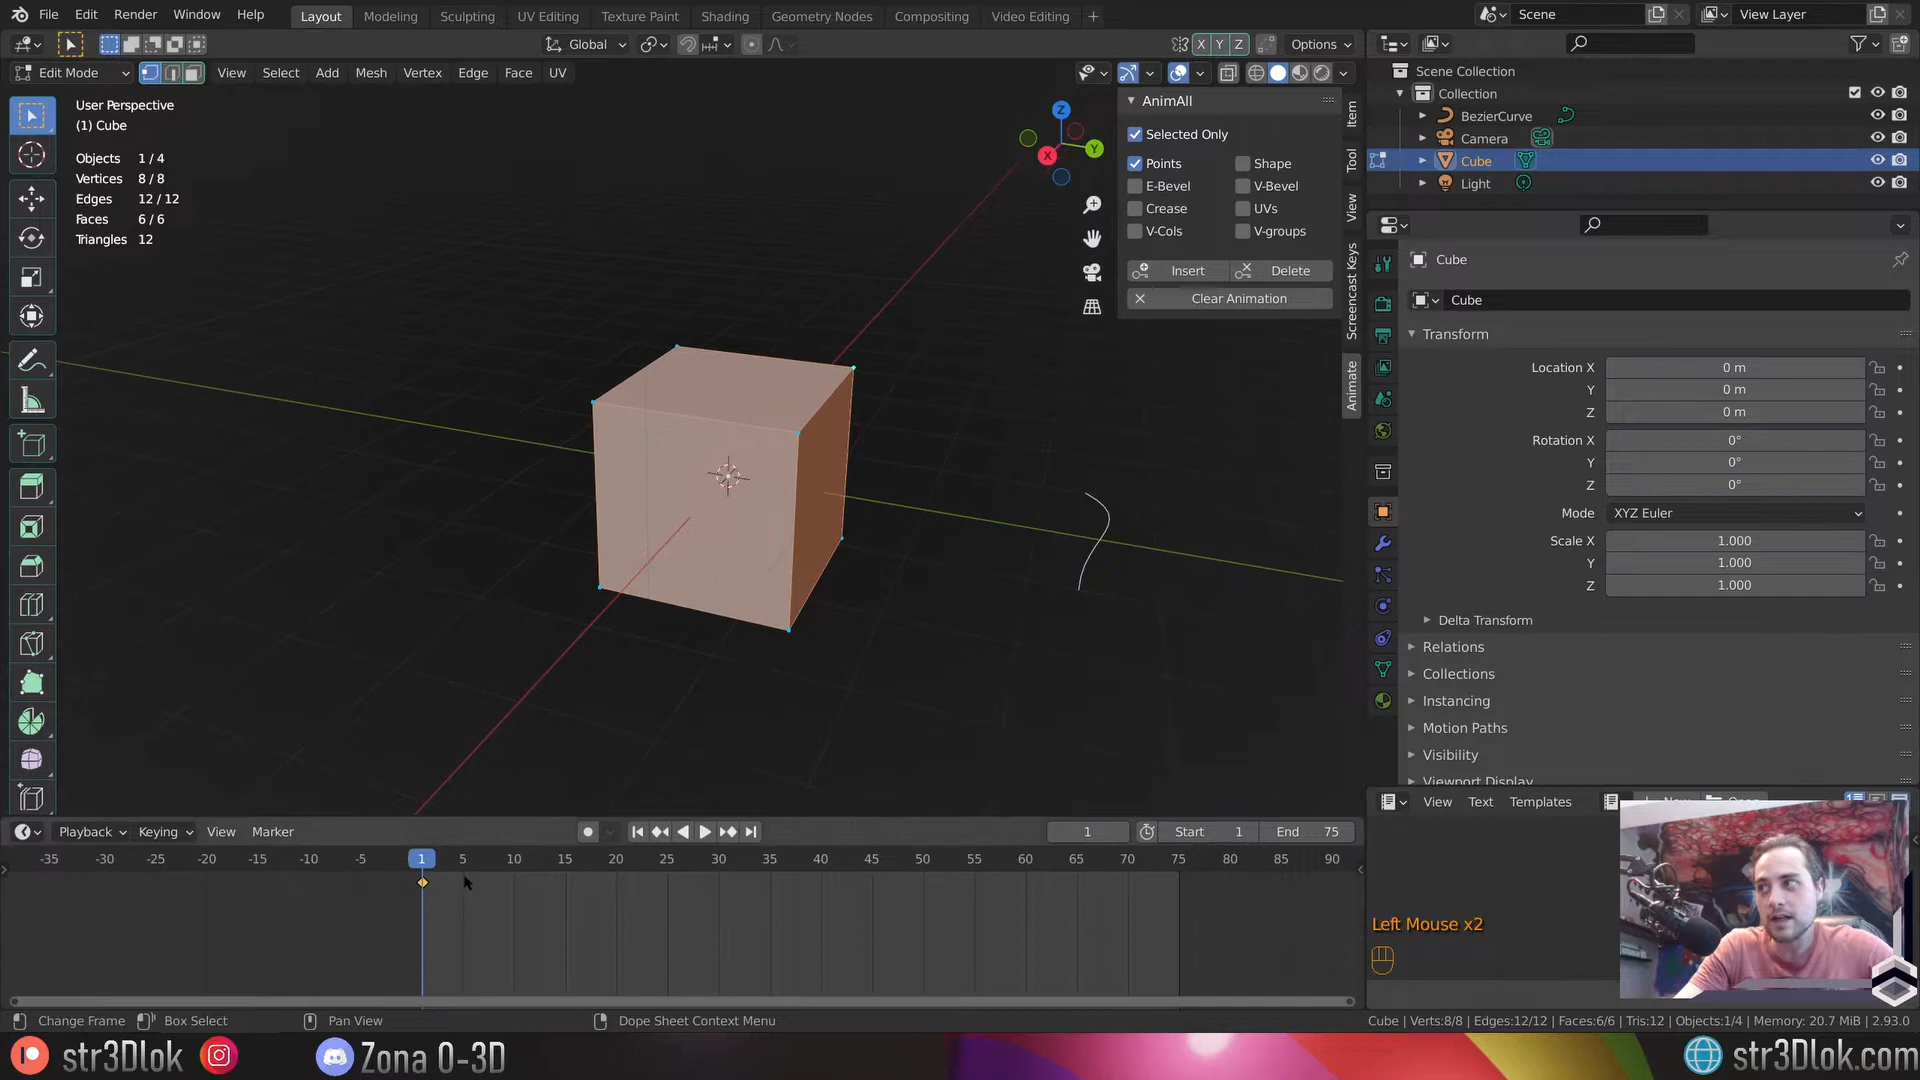 File Edit Render Window Help Layout Modeling Sculpting UV Editing Texture Paint Shading Geometry Nodes Compositing Video Editing + Scene View Layer
Global X Y Z Options
Edit Mode View Select Add Mesh Vertex Edge Face UV
User Perspective
(1) Cube
Objects 1 / 4
Vertices 8 / 8
Edges 12 / 12
Faces 6 / 6
Triangles 12
Z
Y
X
AnimAll
Selected Only
Points Shape
E-Bevel V-Bevel
Crease UVs
V-Cols V-groups
Insert Delete
Clear Animation
Item
Tool
View
Screencast Keys
Animate
Scene Collection
Collection
BezierCurve
Camera
Cube
Light
Cube
Cube
Transform
Location X 0 m
Y 0 m
Z 0 m
Rotation X 0°
Y 0°
Z 0°
Mode XYZ Euler
Scale X 1.000
Y 1.000
Z 1.000
Delta Transform
Relations
Collections
Instancing
Motion Paths
Visibility
Viewport Display
View Text Templates
Playback Keying View Marker 1 Start 1 End 75
-35 -30 -25 -20 -15 -10 -5 1 5 10 15 20 25 30 35 40 45 50 55 60 65 70 75 80 85 90
Left Mouse x2
Change Frame Box Select Pan View Dope Sheet Context Menu Cube | Verts:8/8 | Edges:12/12 | Faces:6/6 | Tris:12 | Objects:1/4 | Memory: 20.7 MiB | 2.93.0
str3Dlok Zona 0-3D str3Dlok.com